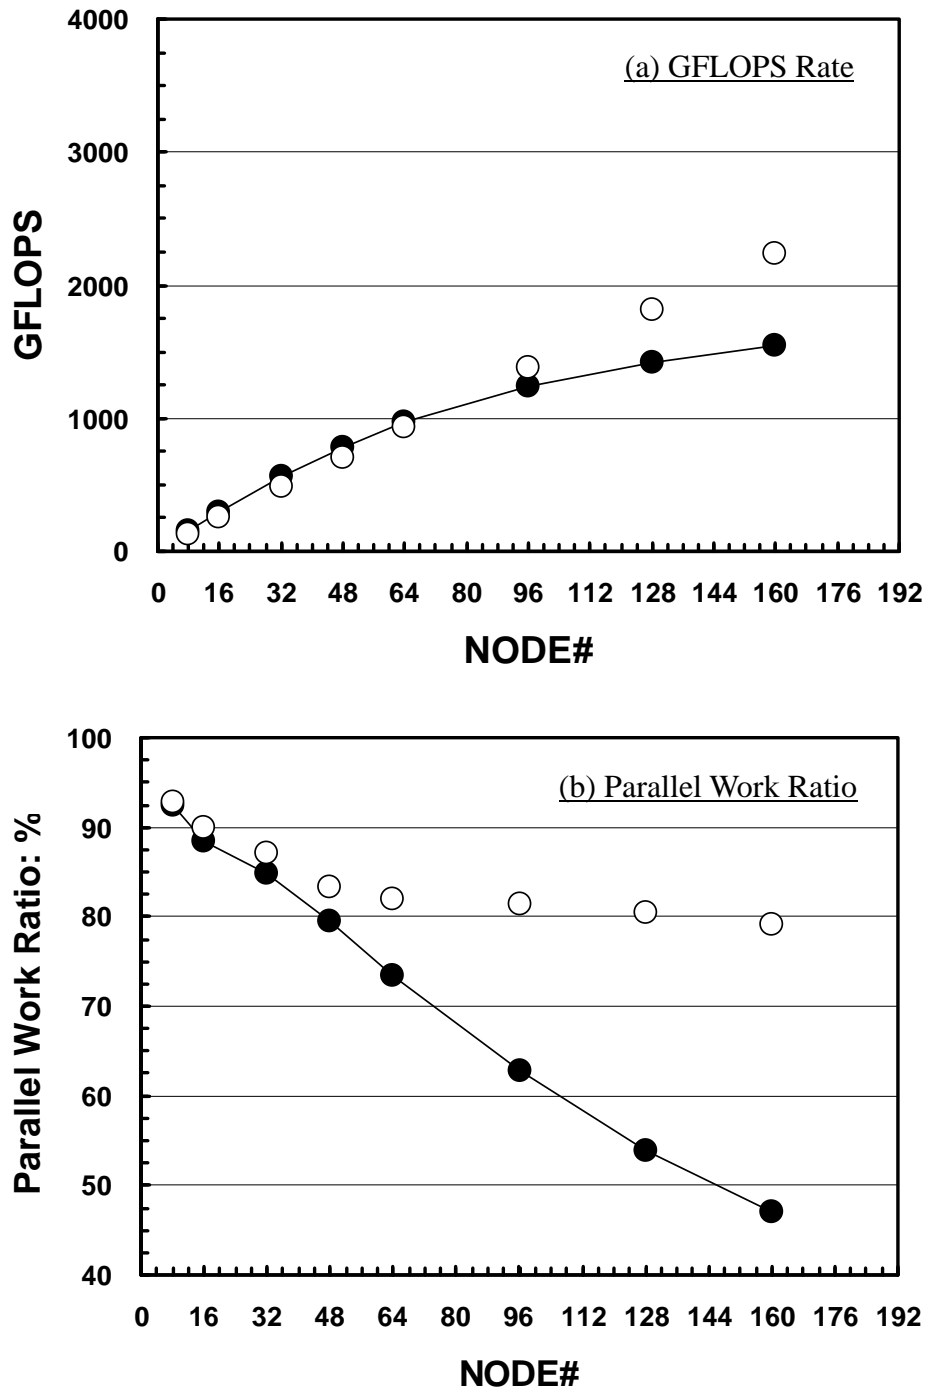 4000
(a) GFLOPS Rate
3000
GFLOPS
2000
1000
0
0 16 32 48 64 80 96 112 128 144 160 176 192
NODE#
100
(b) Parallel Work Ratio
90
Parallel Work Ratio: %
80
70
60
50
40
0 16 32 48 64 80 96 112 128 144 160 176 192
NODE#